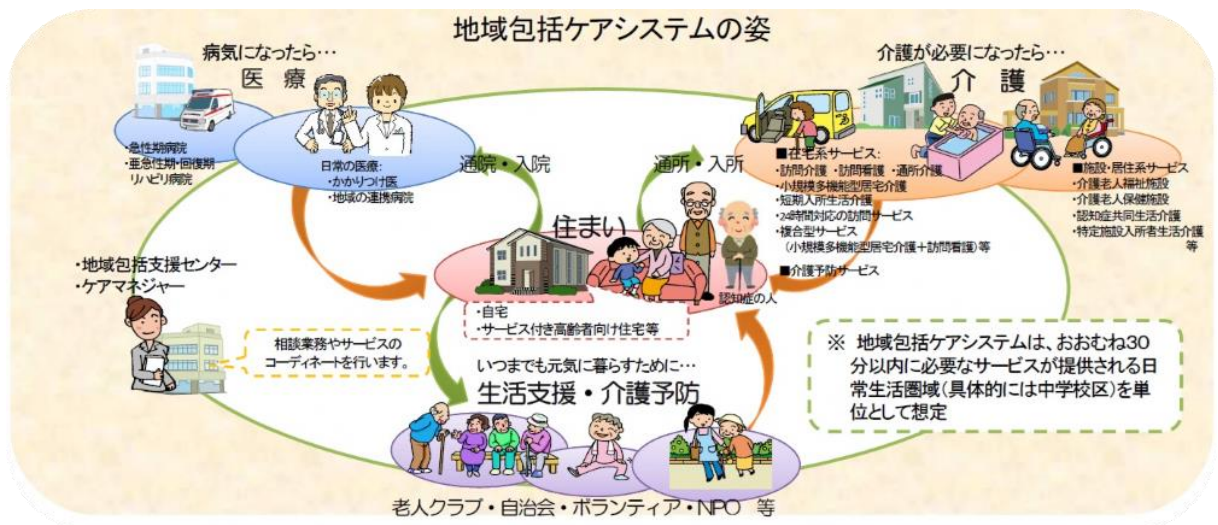 地域包括ケアシステムの姿
病気になったら…
医 療
・急性期病院
・亜急性期・回復期
リハビリ病院
日常の医療:
・かかりつけ医
・地域の連携病院
通院・入院
通所・入所
介護が必要になったら…
介 護
■在宅系サービス:
・訪問介護 ・訪問看護 ・通所介護
・小規模多機能型居宅介護
・短期入所生活介護
・24時間対応の訪問サービス
・複合型サービス
(小規模多機能型居宅介護+訪問看護)等
■介護予防サービス
■施設・居住系サービス
・介護老人福祉施設
・介護老人保健施設
・認知症共同生活介護
・特定施設入所者生活介護
等
住まい
・自宅
・サービス付き高齢者向け住宅等
認知症の人
・地域包括支援センター
・ケアマネジャー
相談業務やサービスの
コーディネートを行います。
いつまでも元気に暮らすために…
生活支援・介護予防
老人クラブ・自治会・ボランティア・NPO 等
※ 地域包括ケアシステムは、おおむね30
分以内に必要なサービスが提供される日
常生活圏域(具体的には中学校区)を単
位として想定